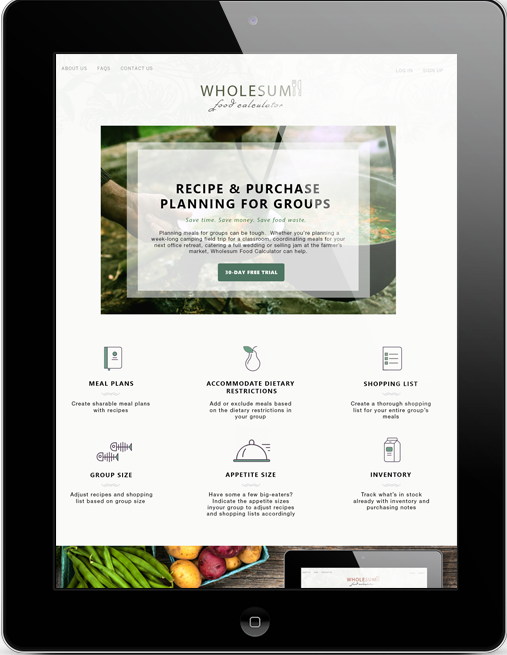 ABOUT US FAQS CONTACT US
LOG IN SIGN UP
WHOLESUM
food calculator
RECIPE & PURCHASE
PLANNING FOR GROUPS
Save time. Save money. Save food waste.
Planning meals for groups can be tough. Whether you're planning a
week-long camping field trip for a classroom, coordinating meals for your
next office retreat, catering a full wedding or selling jam at the farmer's
market, Wholesum Food Calculator can help.
30-DAY FREE TRIAL
MEAL PLANS
Create sharable meal plans
with recipes
ACCOMMODATE DIETARY
RESTRICTIONS
Add or exclude meals based
on the dietary restrictions in
your group
SHOPPING LIST
Create a thorough shopping
list for your entire group's
meals
GROUP SIZE
Adjust recipes and shopping
list based on group size
APPETITE SIZE
Have some a few big-eaters?
Indicate the appetite sizes
inyour group to adjust recipes
and shopping lists accordingly
INVENTORY
Track what's in stock
already with inventory and
purchasing notes
WHOLESUM